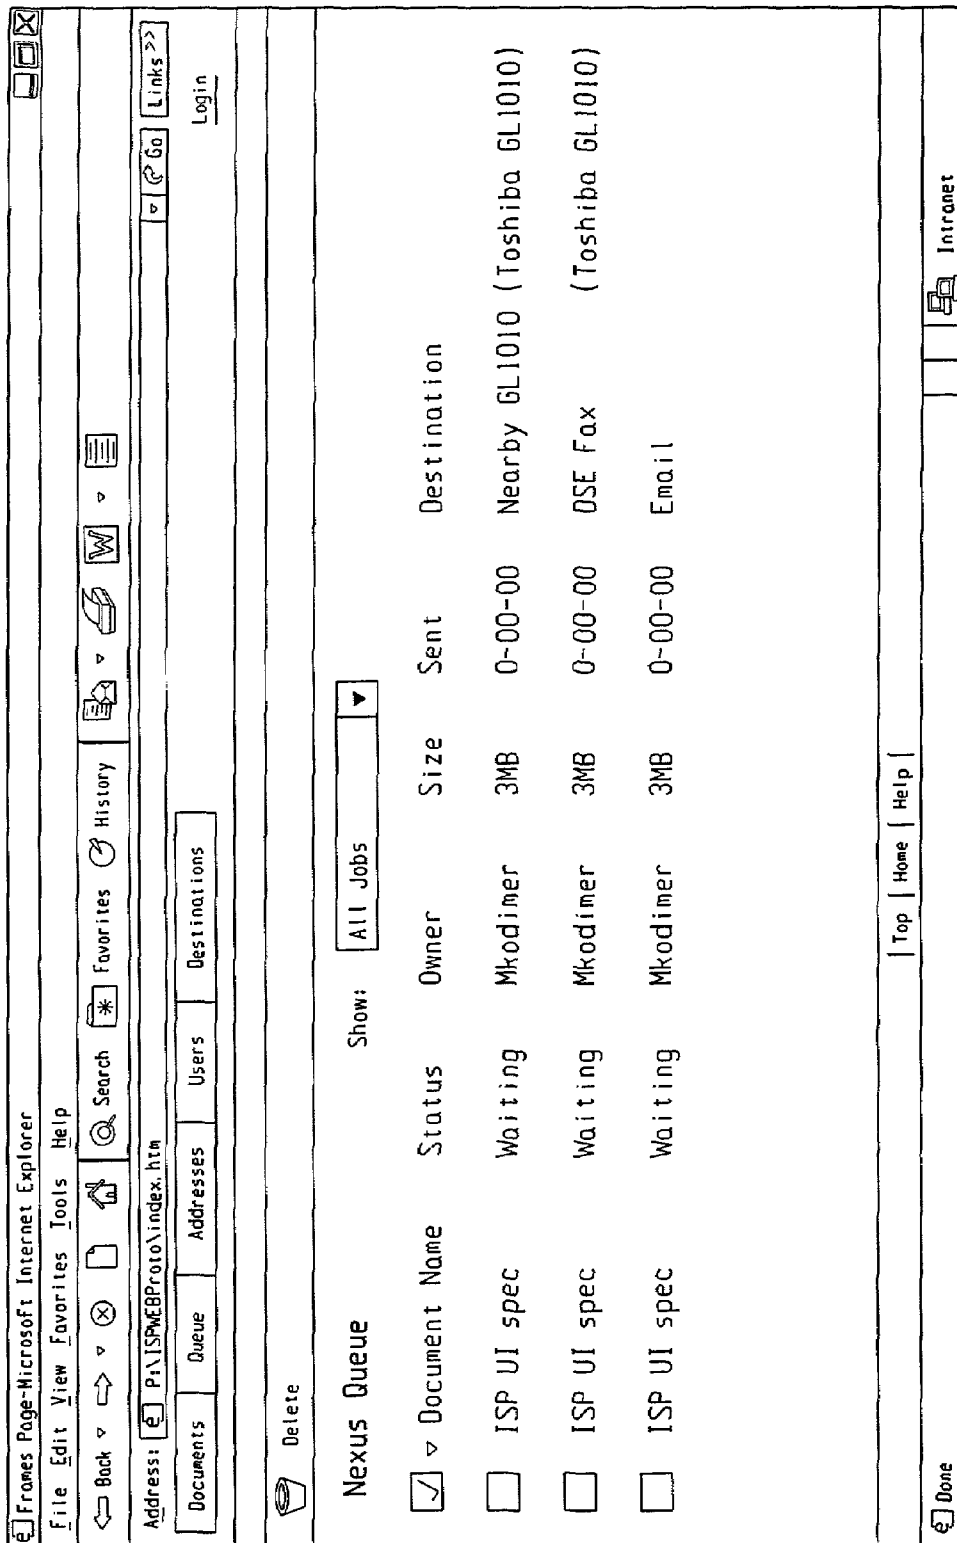 Frames Page-Microsoft Internet Explorer
File Edit View Favorites Tools Help
Back Search Favorites History W
Address: P:\ISPWEBProto\index.htm Go Links >>
Documents Queue Addresses Users Destinations Login
Delete
Nexus Queue Show: All Jobs
Document Name Status Owner Size Sent Destination
ISP UI spec Waiting Mkodimer 3MB 0-00-00 Nearby GL1010 (Toshiba GL1010)
ISP UI spec Waiting Mkodimer 3MB 0-00-00 DSE Fax (Toshiba GL1010)
ISP UI spec Waiting Mkodimer 3MB 0-00-00 Email
| Top | Home | Help |
Done Intranet